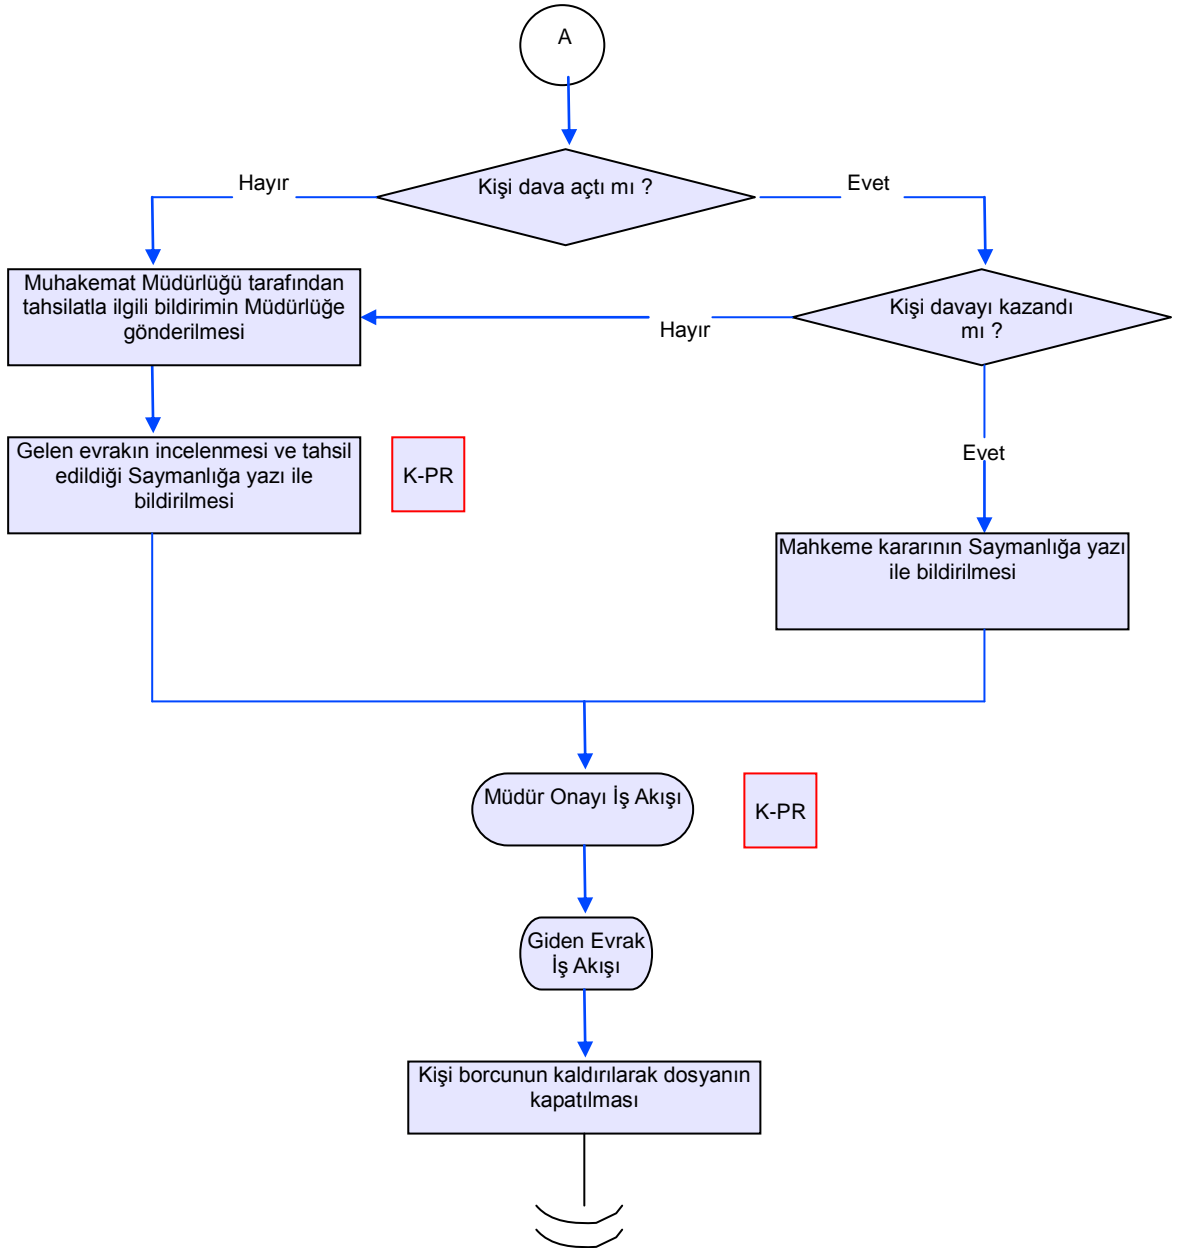 A
Kişi dava açtı mı ?
Hayır
Evet
Muhakemat Müdürlüğü tarafından
tahsilatla ilgili bildirimin Müdürlüğe
gönderilmesi
Kişi davayı kazandı
mı ?
Hayır
Gelen evrakın incelenmesi ve tahsil
edildiği Saymanlığa yazı ile
bildirilmesi
K-PR
Evet
Mahkeme kararının Saymanlığa yazı
ile bildirilmesi
Müdür Onayı İş Akışı
K-PR
Giden Evrak
İş Akışı
Kişi borcunun kaldırılarak dosyanın
kapatılması